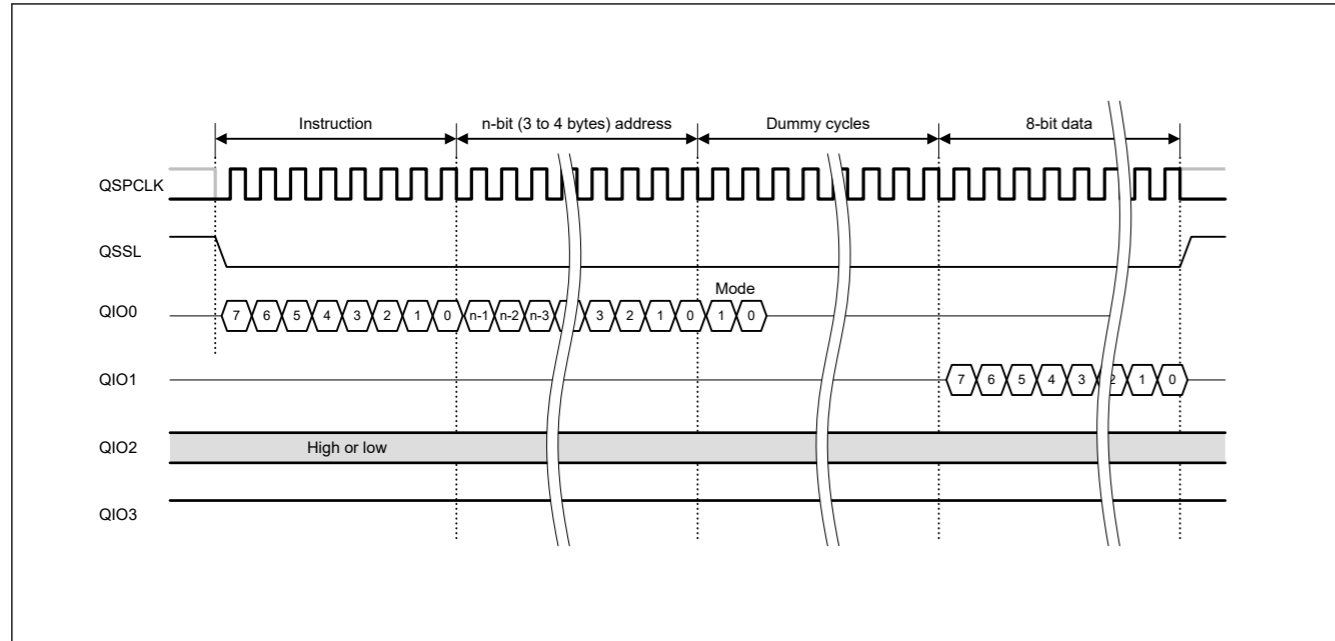 Instruction n-bit (3 to 4 bytes) address Dummy cycles 8-bit data
QSPCLK
QSSL
Mode
QIO0 7 6 5 4 3 2 1 0 n-1 n-2 n-3 3 2 1 0 1 0
QIO1 7 6 5 4 3 2 1 0
QIO2 High or low
QIO3